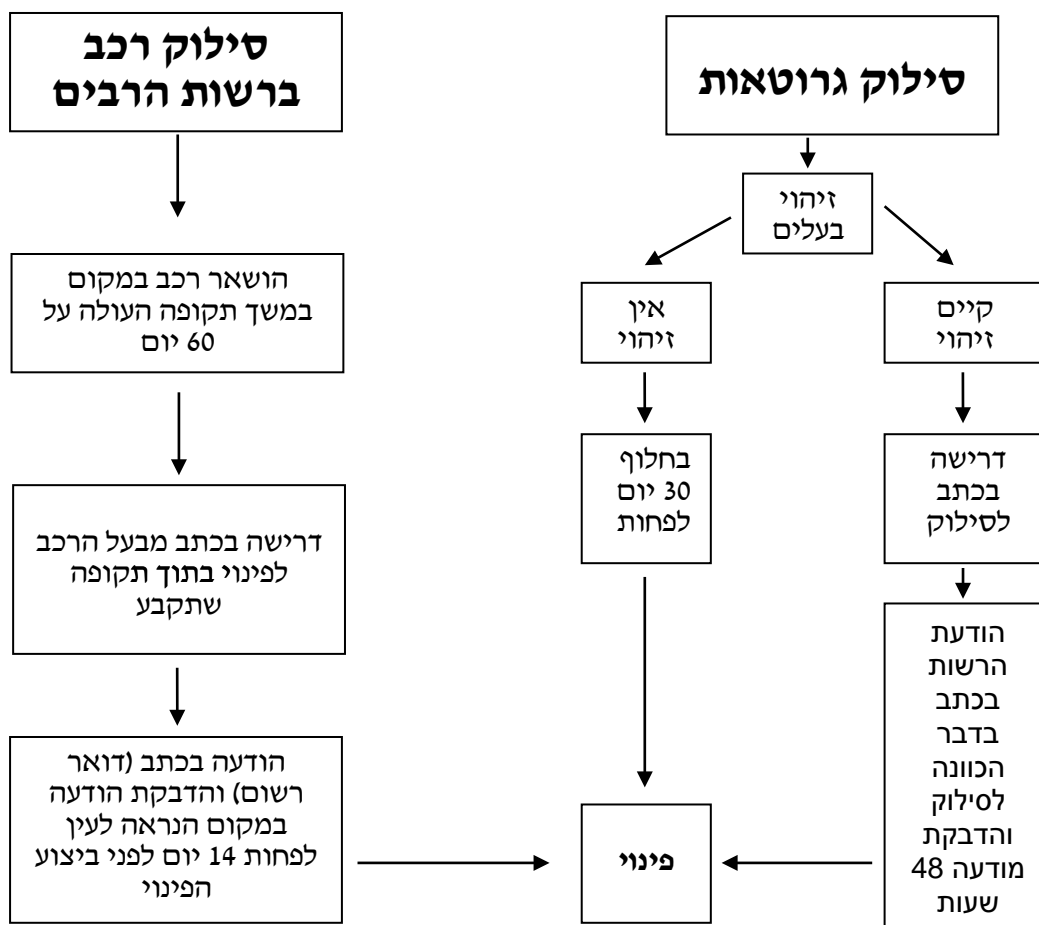 סילוק גרוטאות
זיהוי
בעלים
קיים
זיהוי
דרישה
בכתב
לסילוק
הודעת
הרשות
בכתב
בדבר
הכוונה
לסילוק
והדבקת
מודעה 48
שעות
אין
זיהוי
בחלוף
30 יום
לפחות
פינוי
סילוק רכב
ברשות הרבים
הושאר רכב במקום
במשך תקופה העולה על
60 יום
דרישה בכתב מבעל הרכב
לפינוי בתוך תקופה
שתקבע
הודעה בכתב (דואר
רשום) והדבקת הודעה
במקום הנראה לעין
לפחות 14 יום לפני ביצוע
הפינוי